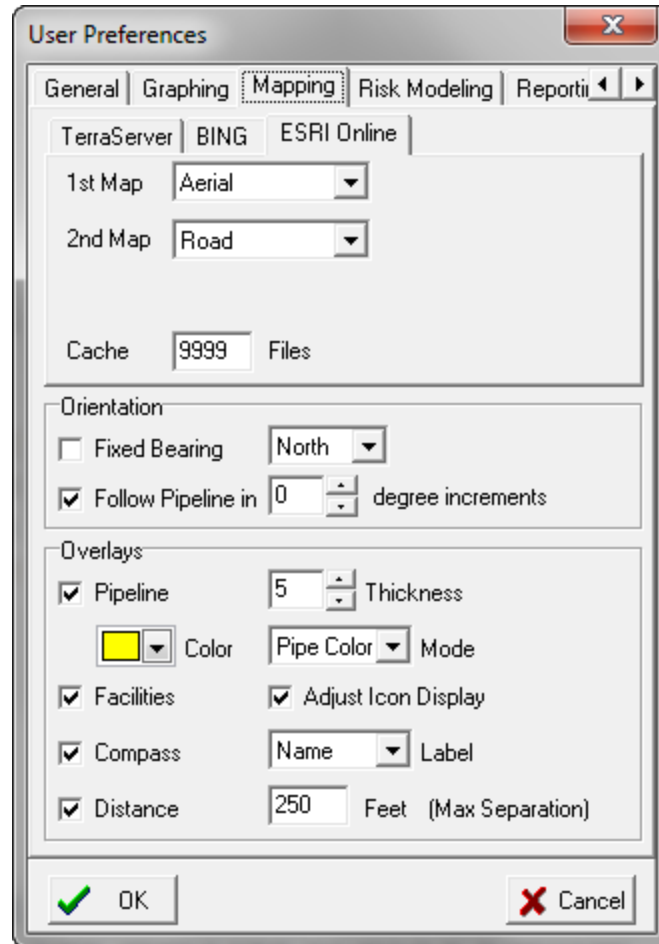 User Preferences
General Graphing Mapping Risk Modeling
TerraServer BING ESRI Online
1st Map Aerial
2nd Map Road
Cache 9999 Files
Orientation
Fixed Bearing North
Follow Pipeline in 0 degree increments
Overlays
Pipeline 5 Thickness
Color Pipe Color Mode
Facilities Adjust Icon Display
Compass Name Label
Distance 250 Feet (Max Separation)
OK Cancel